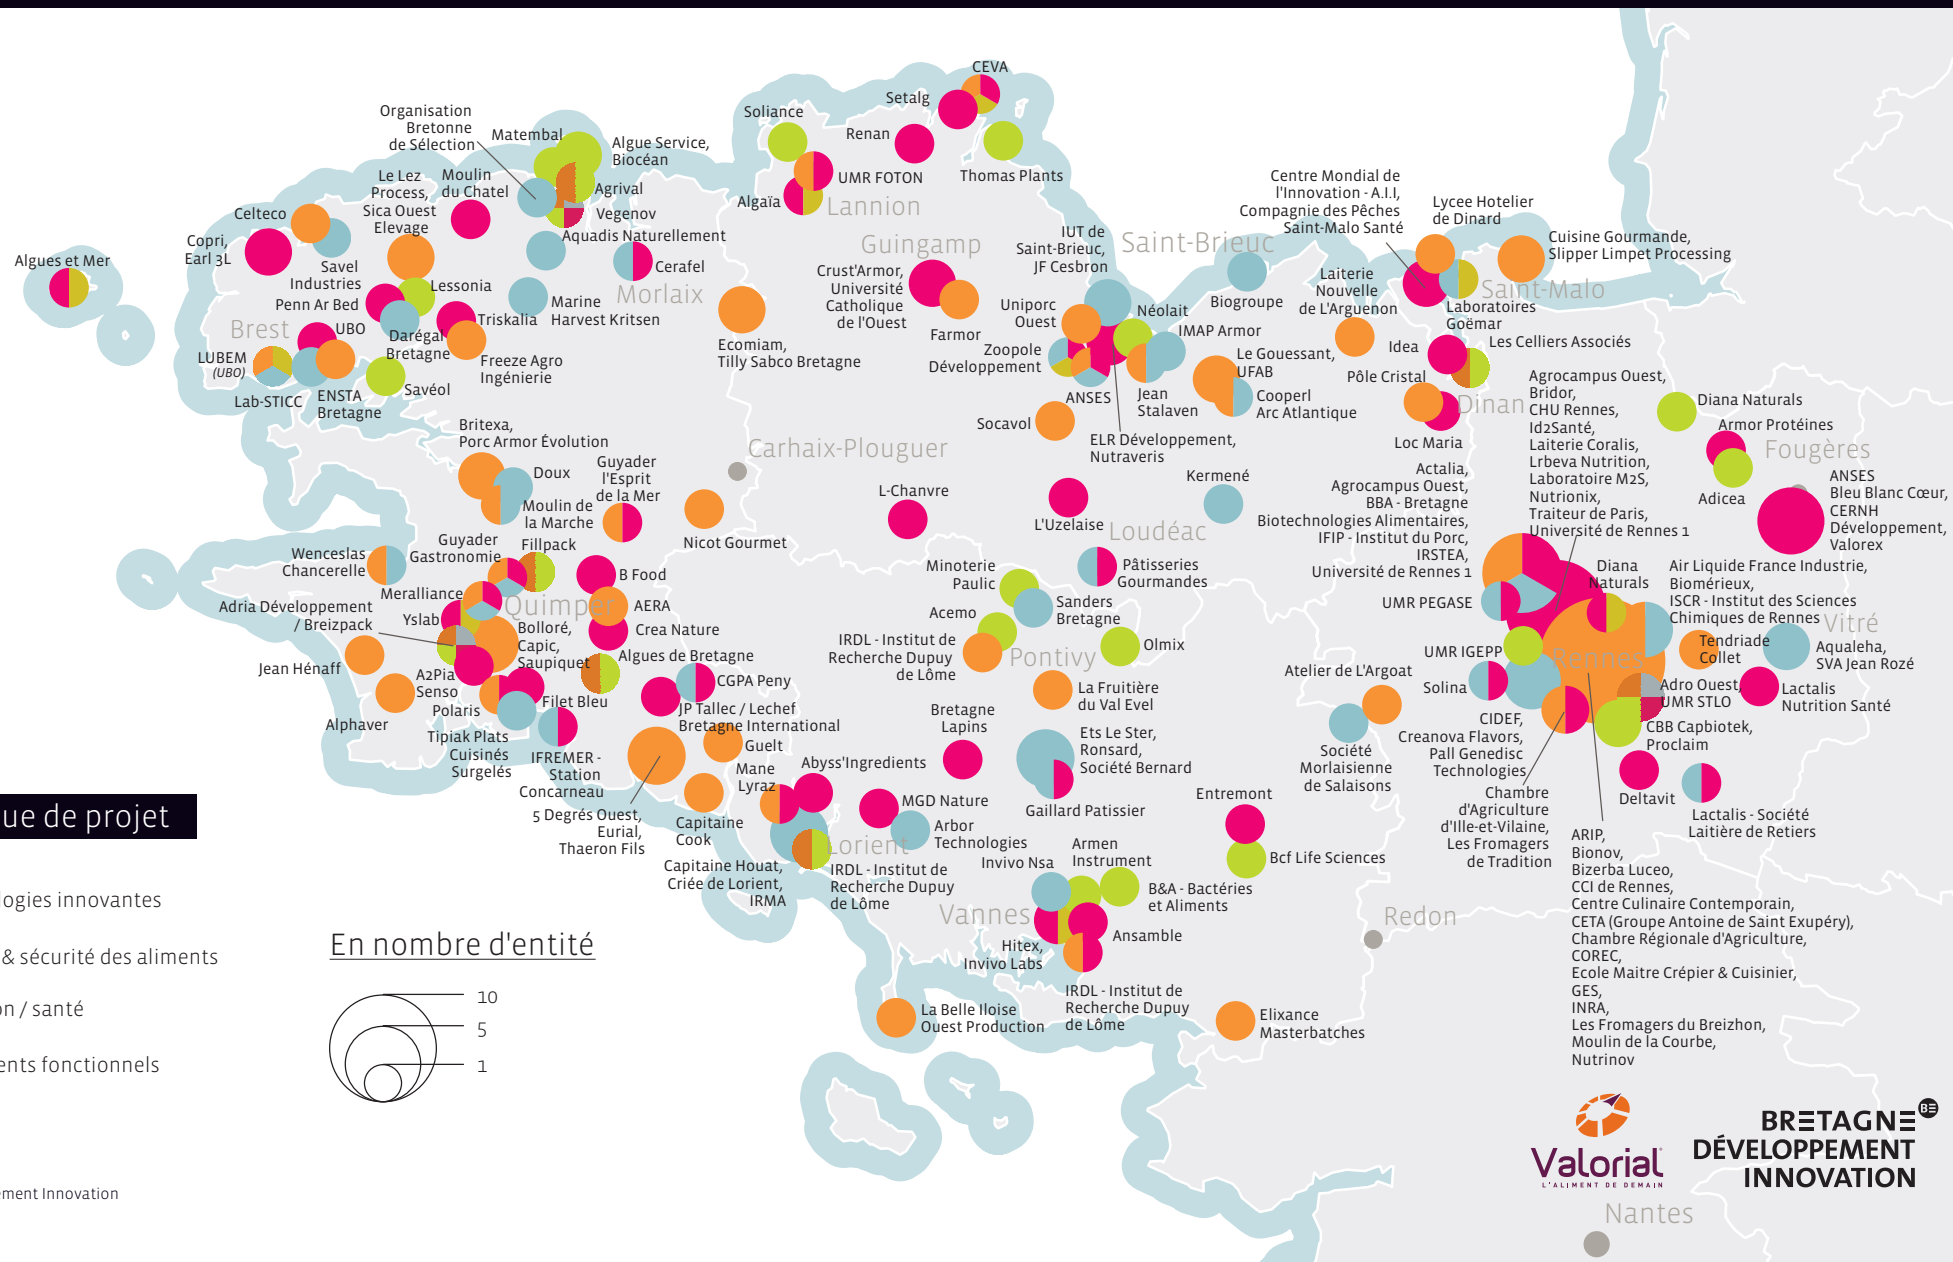 CEVA
Setalg
Renan
Thomas Plants
Soliance
UMR FOTON
Algaïa
Lannion
Organisation
Bretonne
de Sélection
Matembal
Algue Service,
Biocéan
Agrival
Vegenov
Aquadis Naturellement
Le Lez
Process,
Sica Ouest
Elevage
Moulin
du Chatel
Celteco
Copri,
Earl 3L
Savel
Industries
Algues et Mer
Penn Ar Bed
Lessonia
UBO
Brest
LUBEM
(UBO)
Lab-STICC
ENSTA
Bretagne
Darégal
Bretagne
Triskalia
Savéol
Freeze Agro
Ingénierie
Marine
Harvest Kritsen
Cerafel
Morlaix
Ecomiam,
Tilly Sabco Bretagne
Guingamp
Crust'Armor,
Université
Catholique
de l'Ouest
Farmor
IUT de
Saint-Brieuc,
JF Cesbron
Saint-Brieuc
Biogroupe
Uniporc
Ouest
Néolait
IMAP Armor
Zoopole
Développement
ANSES
Jean
Stalaven
Le Gouessant,
UFAB
Cooperl
Arc Atlantique
Socavol
ELR Développement,
Nutraveris
Centre Mondial de
l'Innovation - A.I.I,
Compagnie des Pêches
Saint-Malo Santé
Lycee Hotelier
de Dinard
Cuisine Gourmande,
Slipper Limpet Processing
Saint-Malo
Laiterie
Nouvelle
de L'Arguenon
Laboratoires
Goëmar
Idea
Les Celliers Associés
Pôle Cristal
Dinan
Loc Maria
Agrocampus Ouest,
Bridor,
CHU Rennes,
Id2Santé,
Laiterie Coralis,
Lrbeva Nutrition,
Laboratoire M2S,
Nutrionix,
Traiteur de Paris,
Université de Rennes 1
Diana Naturals
Armor Protéines
Fougères
Adicea
ANSES
Bleu Blanc Cœur,
CERNH
Développement,
Valorex
Britexa,
Porc Armor Évolution
Doux
Moulin de
la Marche
Guyader
l'Esprit
de la Mer
Carhaix-Plouguer
Nicot Gourmet
L-Chanvre
L'Uzelaise
Kermené
Loudéac
Actalia,
Agrocampus Ouest,
BBA - Bretagne
Biotechnologies Alimentaires,
IFIP - Institut du Porc,
IRSTEA,
Université de Rennes 1
Wenceslas
Chancerelle
Guyader
Gastronomie
Fillpack
B Food
Meralliance
Quimper
AERA
Adria Développement
/ Breizpack
Yslab
Bolloré,
Capic,
Saupiquet
Crea Nature
Algues de Bretagne
Jean Hénaff
A2Pia
Senso
Polaris
Filet Bleu
CGPA Peny
JP Tallec / Lechef
Bretagne International
Alphaver
Tipiak Plats
Cuisinés
Surgelés
IFREMER -
Station
Concarneau
Guelt
5 Degrés Ouest,
Eurial,
Thaeron Fils
Capitaine
Cook
Mane
Lyraz
Abyss'Ingredients
MGD Nature
Arbor
Technologies
Lorient
Capitaine Houat,
Criée de Lorient,
IRMA
IRDL - Institut de
Recherche Dupuy
de Lôme
Minoterie
Paulic
Acemo
Sanders
Bretagne
Pâtisseries
Gourmandes
IRDL - Institut de
Recherche Dupuy
de Lôme
Pontivy
Olmix
La Fruitière
du Val Evel
Bretagne
Lapins
Ets Le Ster,
Ronsard,
Société Bernard
Gaillard Patissier
Atelier de L'Argoat
Société
Morlaisienne
de Salaisons
Entremont
Bcf Life Sciences
Invivo Nsa
Armen
Instrument
B&A - Bactéries
et Aliments
Vannes
Ansamble
Hitex,
Invivo Labs
IRDL - Institut de
Recherche Dupuy
de Lôme
La Belle Iloise
Ouest Production
Elixance
Masterbatches
Redon
UMR PEGASE
Diana
Naturals
Air Liquide France Industrie,
Biomérieux,
ISCR - Institut des Sciences
Chimiques de Rennes
Vitré
UMR IGEPP
Rennes
Tendriade
Collet
Aqualeha,
SVA Jean Rozé
Solina
Adro Ouest,
UMR STLO
Lactalis
Nutrition Santé
CIDEF,
Creanova Flavors,
Pall Genedisc
Technologies
CBB Capbiotek,
Proclaim
Deltavit
Lactalis - Société
Laitière de Retiers
Chambre
d'Agriculture
d'Ille-et-Vilaine,
Les Fromagers
de Tradition
ARIP,
Bionov,
Bizerba Luceo,
CCI de Rennes,
Centre Culinaire Contemporain,
CETA (Groupe Antoine de Saint Exupéry),
Chambre Régionale d'Agriculture,
COREC,
Ecole Maitre Crépier & Cuisinier,
GES,
INRA,
Les Fromagers du Breizhon,
Moulin de la Courbe,
Nutrinov
ue de projet
logies innovantes
& sécurité des aliments
on / santé
ents fonctionnels
En nombre d'entité
10
5
1
ement Innovation
Valorial
L'ALIMENT DE DEMAIN
BRETAGNE BE
DÉVELOPPEMENT
INNOVATION
Nantes